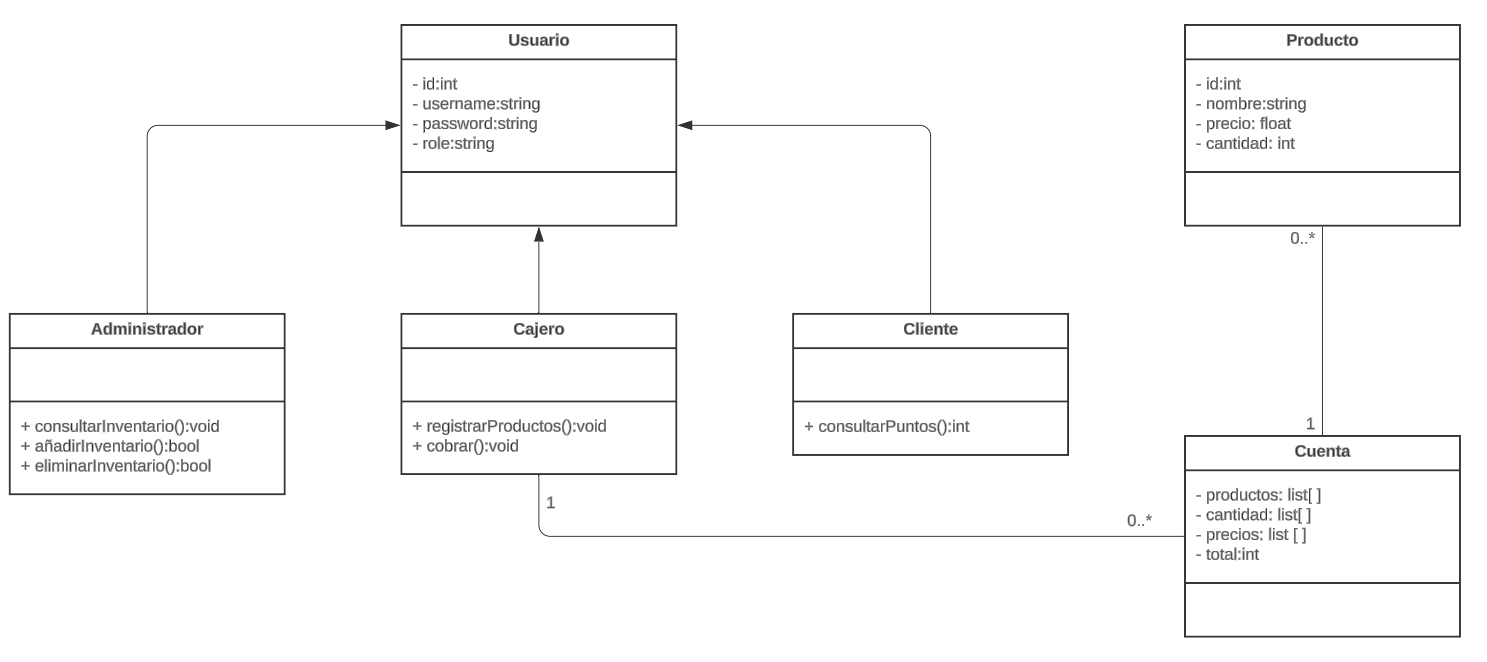 Usuario
- id:int
- username:string
- password:string
- role:string
Producto
- id:int
- nombre:string
- precio: float
- cantidad: int
0..*
Administrador
+ consultarInventario():void
+ añadirInventario():bool
+ eliminarInventario():bool
Cajero
+ registrarProductos():void
+ cobrar():void
1
Cliente
+ consultarPuntos():int
1
Cuenta
- productos: list[ ]
- cantidad: list[ ]
- precios: list [ ]
- total:int
0..*